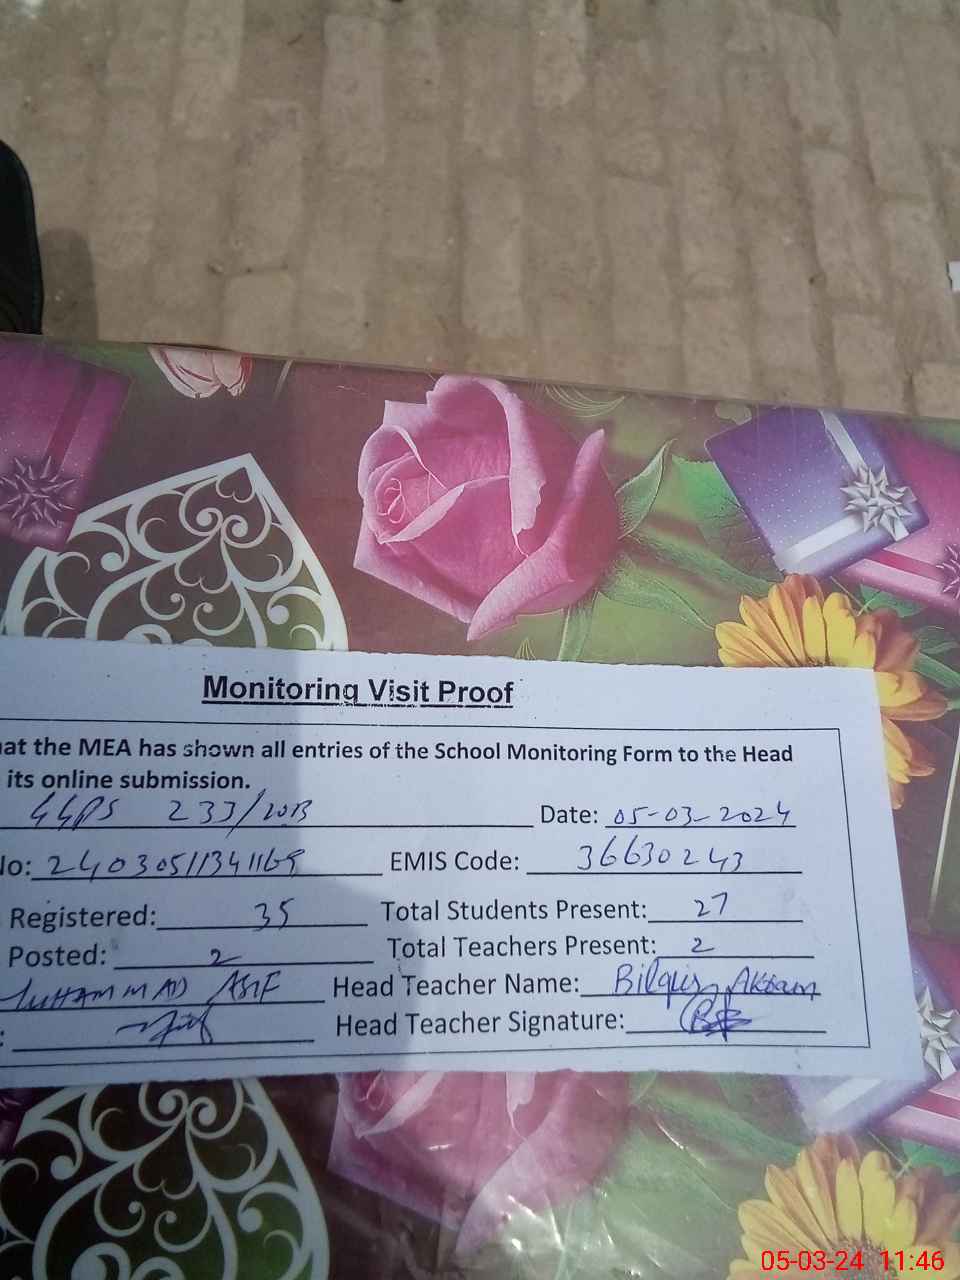 Monitoring Visit Proof
at the MEA has shown all entries of the School Monitoring Form to the Head
its online submission.
GGPS 233/10B Date: 05-03-2024
No: 24030511341169 EMIS Code: 36630243
Registered: 35 Total Students Present: 27
Posted: 2 Total Teachers Present: 2
MUHAMMAD ASIF Head Teacher Name: Bilqis Akram
: Head Teacher Signature:
05-03-24 11:46